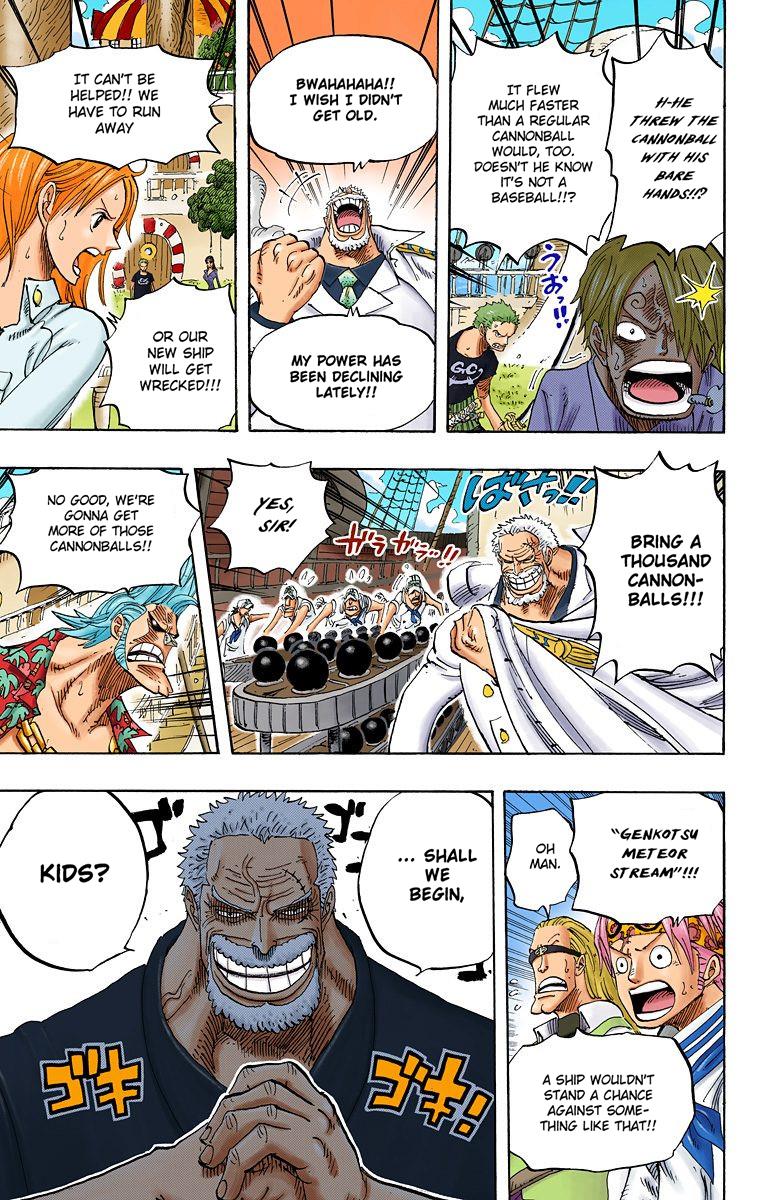 H-HE
THREW THE
CANNONBALL
WITH HIS
BARE
HANDS!!?
IT FLEW
MUCH FASTER
THAN A REGULAR
CANNONBALL
WOULD, TOO.
DOESN'T HE KNOW
IT'S NOT A
BASEBALL!!?
うおっ!!
GC
BWAHAHAHA!!
I WISH I DIDN'T
GET OLD.
MY POWER HAS
BEEN DECLINING
LATELY!!
IT CAN'T BE
HELPED!! WE
HAVE TO RUN
AWAY
OR OUR
NEW SHIP
WILL GET
WRECKED!!!
BRING A
THOUSAND
CANNON-
BALLS!!!
ばさっ!!
YES,
SIR!
ガラガラ..!!
NO GOOD, WE'RE
GONNA GET
MORE OF THOSE
CANNONBALLS!!
"GENKOTSU
METEOR
STREAM"!!!
OH
MAN.
A SHIP WOULDN'T
STAND A CHANCE
AGAINST SOME-
THING LIKE THAT!!
... SHALL
WE
BEGIN,
KIDS?
ゴキ
ゴキ!